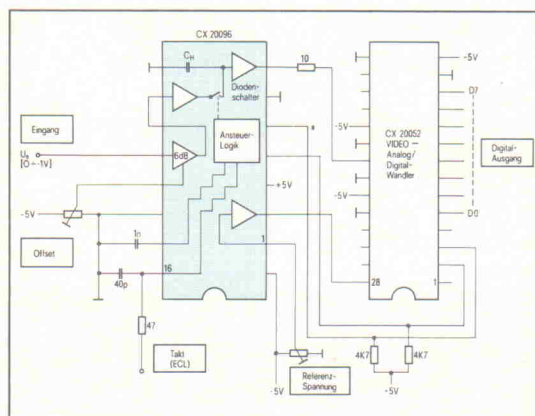 CX 20096
C_H
10
Dioden-
schalter
-5V
D7
Eingang
Uₑ
[0÷-1V]
6dB
Ansteuer-
Logik
-5V
CX 20052
VIDEO —
Analog/
Digital-
Wandler
Digital-
Ausgang
+5V
-5V
-5V
Offset
1n
1
D0
16
40p
28
1
47
4K7
4K7
Takt
(ECL)
Referenz-
Spannung
-5V
-5V